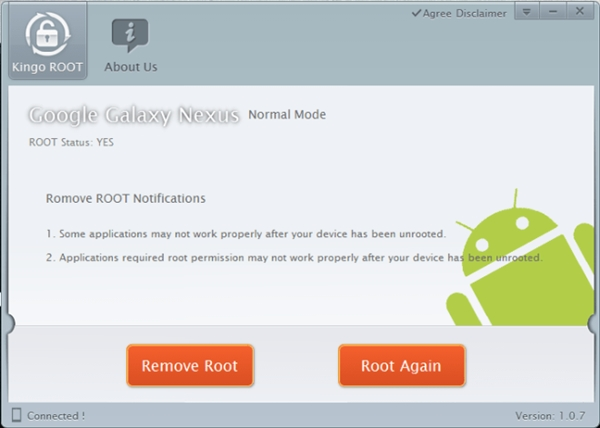 Agree Disclaimer
Kingo ROOT
About Us
Google Galaxy Nexus Normal Mode
ROOT Status: YES
Romove ROOT Notifications
1. Some applications may not work properly after your device has been unrooted.
2. Applications required root permission may not work properly after your device has been unrooted.
Remove Root
Root Again
Connected !
Version: 1.0.7